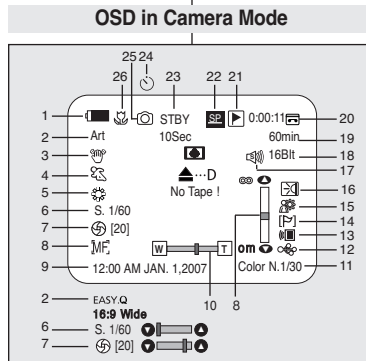 OSD in Camera Mode
25 24
26 23 22 21
1 STBY SP 0:00:11 20
2 Art 10Sec 60min 19
3 16BIt 18
17
4 ...D
No Tape !
16
5 15
6 S. 1/60 14
7 [20] 13
8 MF W T 0m 12
9 12:00 AM JAN. 1,2007 10 8 Color N.1/30 11
2 EASY.Q
16:9 Wide
6 S. 1/60
7 [20]